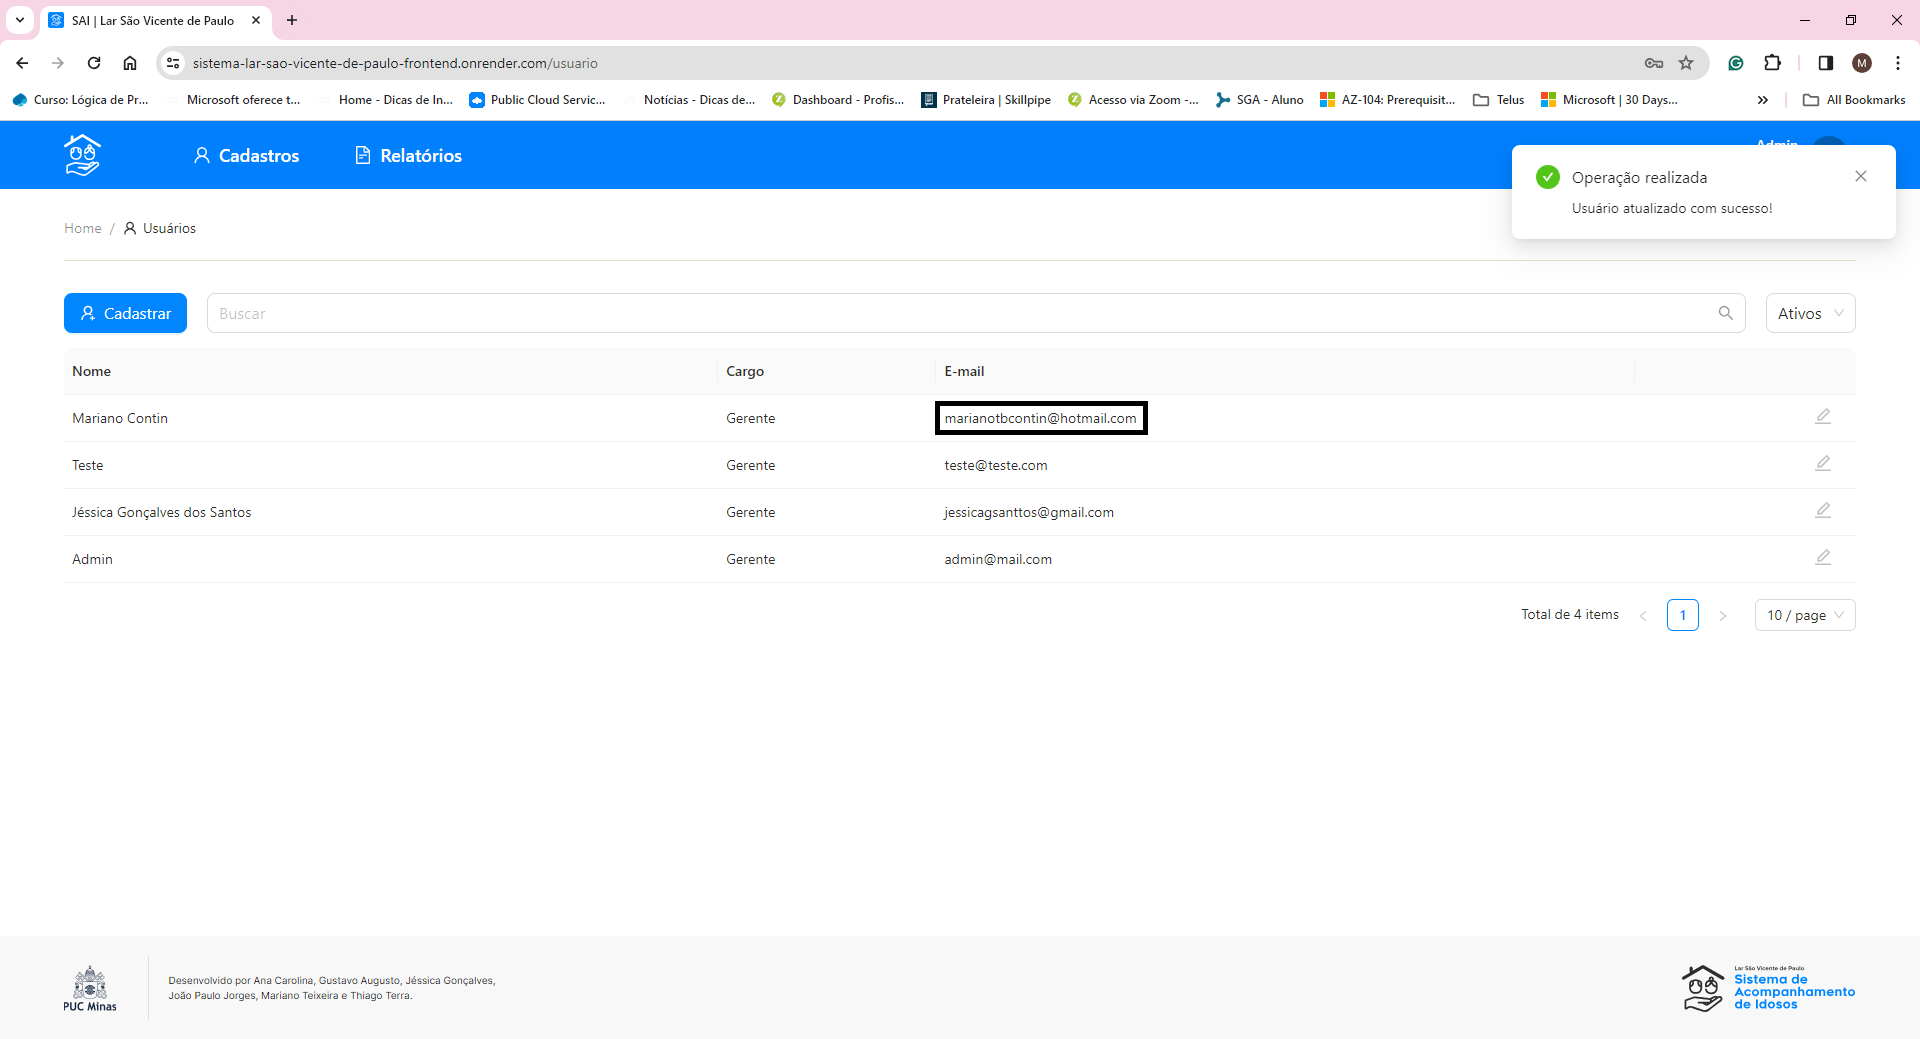 SAI | Lar São Vicente de Paulo
sistema-lar-sao-vicente-de-paulo-frontend.onrender.com/usuario
M
Curso: Lógica de Pr... Microsoft oferece t... Home - Dicas de In... Public Cloud Servic... Notícias - Dicas de... Dashboard - Profis... Prateleira | Skillpipe Acesso via Zoom -... SGA - Aluno AZ-104: Prerequisit... Telus Microsoft | 30 Days... All Bookmarks
Cadastros Relatórios Admin
Operação realizada
Usuário atualizado com sucesso!
Home / Usuários
Cadastrar Buscar Ativos
Nome Cargo E-mail
Mariano Contin Gerente marianotbcontin@hotmail.com
Teste Gerente teste@teste.com
Jéssica Gonçalves dos Santos Gerente jessicagsanttos@gmail.com
Admin Gerente admin@mail.com
Total de 4 items < 1 > 10 / page
PUC Minas
Desenvolvido por Ana Carolina, Gustavo Augusto, Jéssica Gonçalves,
João Paulo Jorges, Mariano Teixeira e Thiago Terra.
Lar São Vicente de Paulo
Sistema de
Acompanhamento
de Idosos